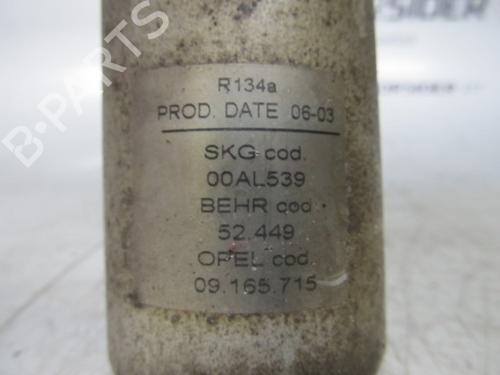 R134a
PROD. DATE 06-03
SKG cod.
00AL539
BEHR cod.
52.449
OPEL cod.
09.165.715
B-PARTS